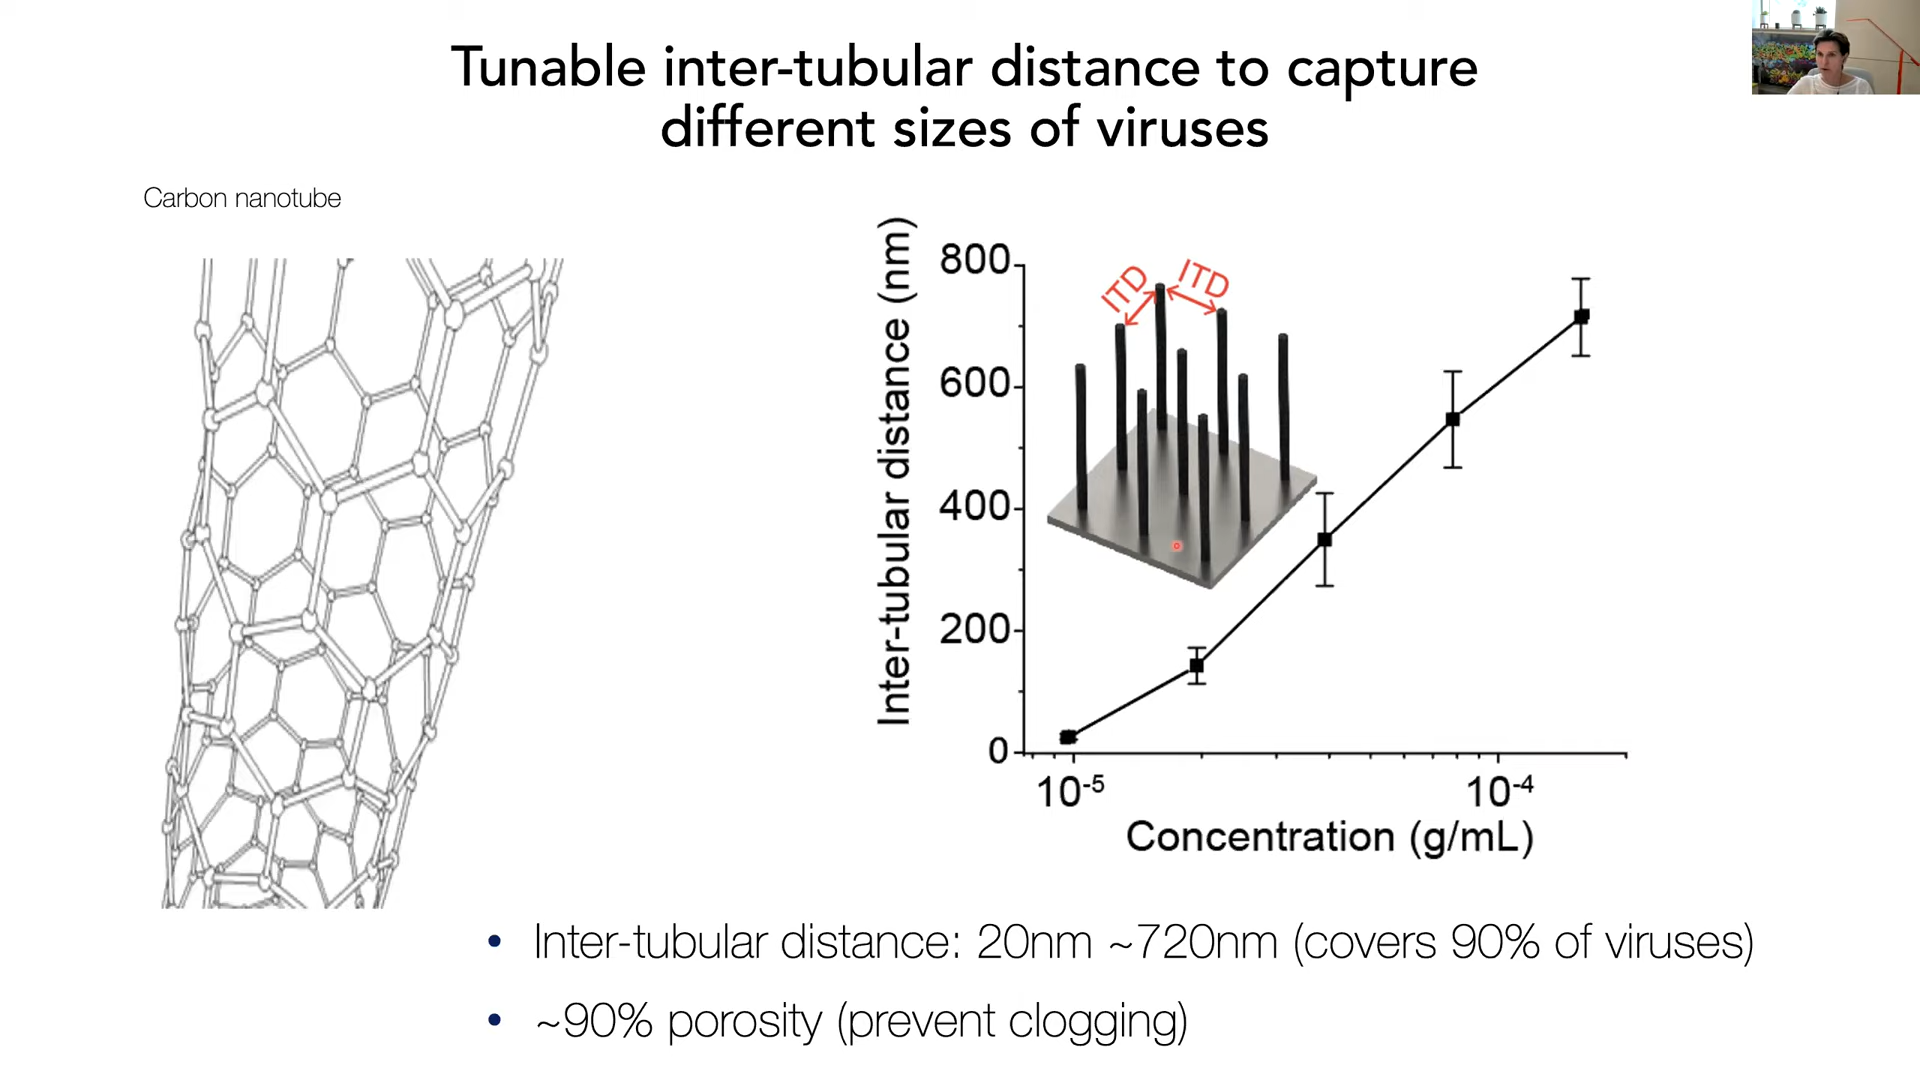 Tunable inter-tubular distance to capture
different sizes of viruses
Carbon nanotube
Inter-tubular distance (nm)
800
600
400
200
0
ITD
ITD
10-5
10-4
Concentration (g/mL)
• Inter-tubular distance: 20nm ~720nm (covers 90% of viruses)
• ~90% porosity (prevent clogging)